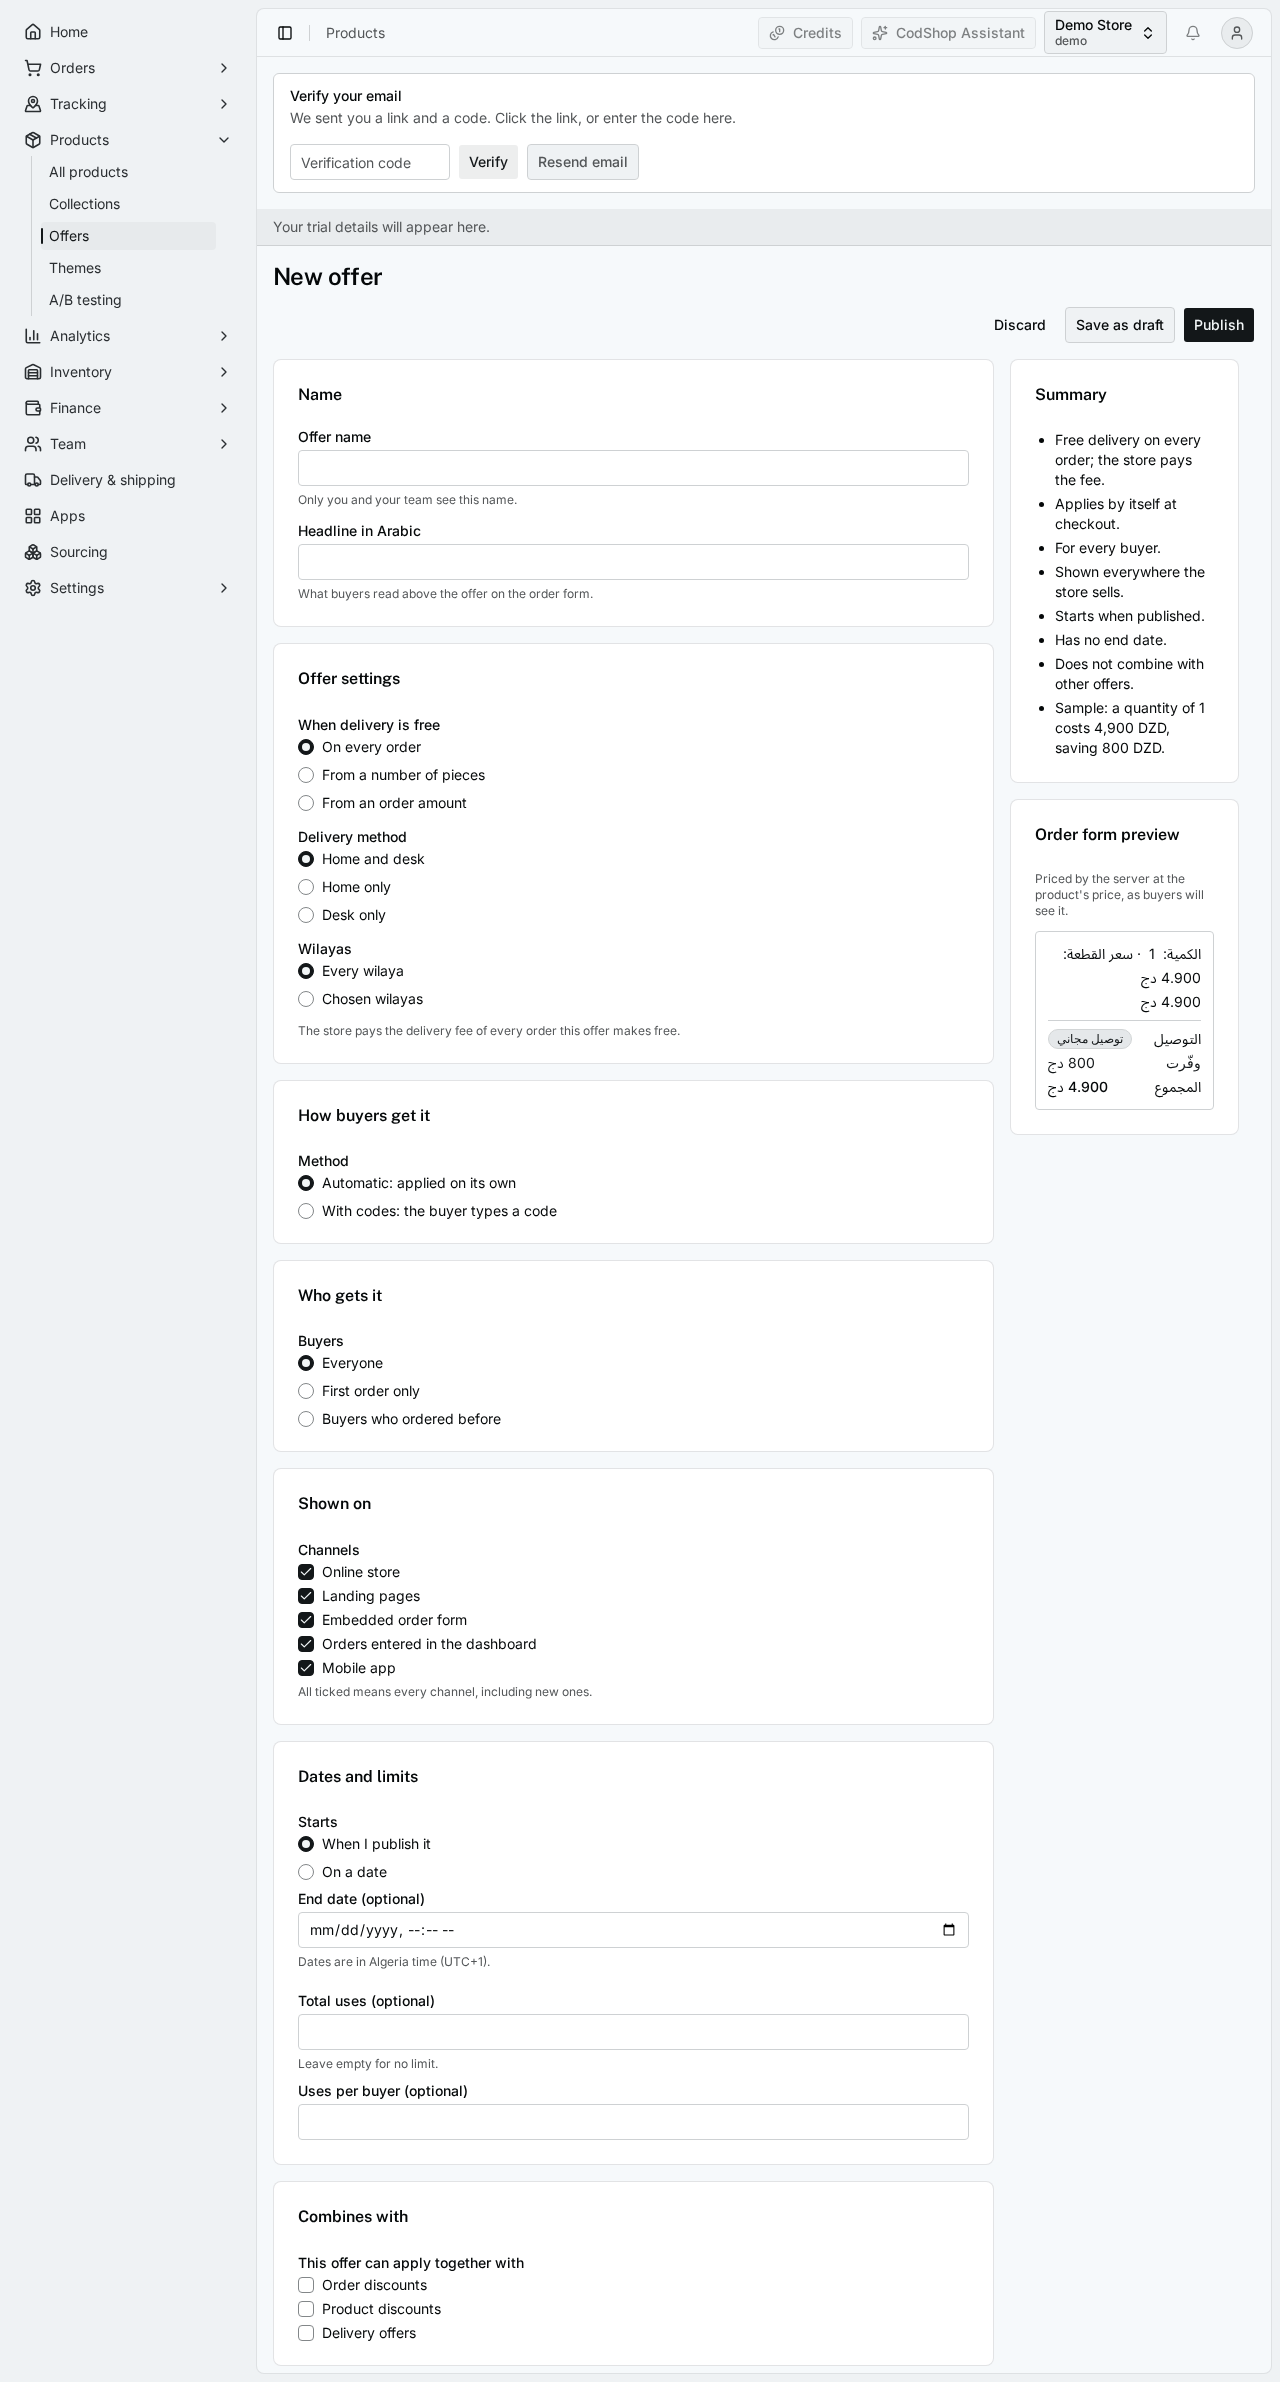 Home
Orders
Tracking
Products
All products
Collections
Offers
Themes
A/B testing
Analytics
Inventory
Finance
Team
Delivery & shipping
Apps
Sourcing
Settings
Products
Credits
CodShop Assistant
Demo Store
demo
Verify your email
We sent you a link and a code. Click the link, or enter the code here.
Verification code
Verify
Resend email
Your trial details will appear here.
New offer
Discard
Save as draft
Publish
Name
Offer name
Only you and your team see this name.
Headline in Arabic
What buyers read above the offer on the order form.
Offer settings
When delivery is free
On every order
From a number of pieces
From an order amount
Delivery method
Home and desk
Home only
Desk only
Wilayas
Every wilaya
Chosen wilayas
The store pays the delivery fee of every order this offer makes free.
How buyers get it
Method
Automatic: applied on its own
With codes: the buyer types a code
Who gets it
Buyers
Everyone
First order only
Buyers who ordered before
Shown on
Channels
Online store
Landing pages
Embedded order form
Orders entered in the dashboard
Mobile app
All ticked means every channel, including new ones.
Dates and limits
Starts
When I publish it
On a date
End date (optional)
mm/dd/yyyy, --:-- --
Dates are in Algeria time (UTC+1).
Total uses (optional)
Leave empty for no limit.
Uses per buyer (optional)
Combines with
This offer can apply together with
Order discounts
Product discounts
Delivery offers
Summary
Free delivery on every
order; the store pays
the fee.
Applies by itself at
checkout.
For every buyer.
Shown everywhere the
store sells.
Starts when published.
Has no end date.
Does not combine with
other offers.
Sample: a quantity of 1
costs 4,900 DZD,
saving 800 DZD.
Order form preview
Priced by the server at the
product's price, as buyers will
see it.
الكمية: 1 · سعر القطعة:
4.900 دج
4.900 دج
التوصيل توصيل مجاني
وفّرت 800 دج
المجموع 4.900 دج